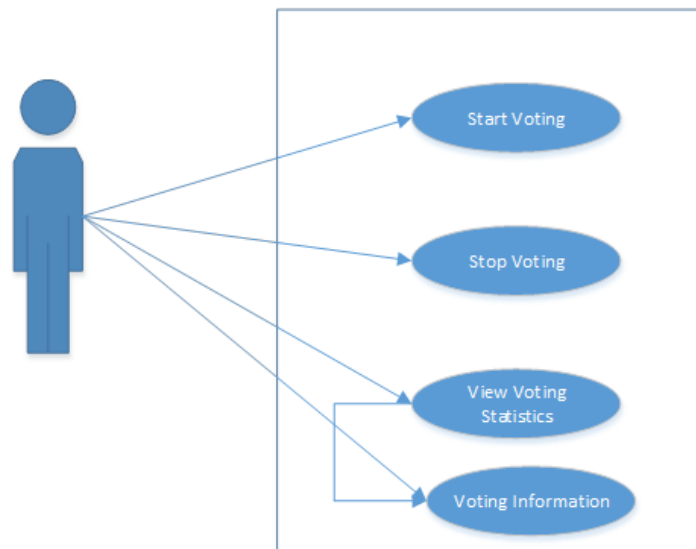 Start Voting
Stop Voting
View Voting
Statistics
Voting Information